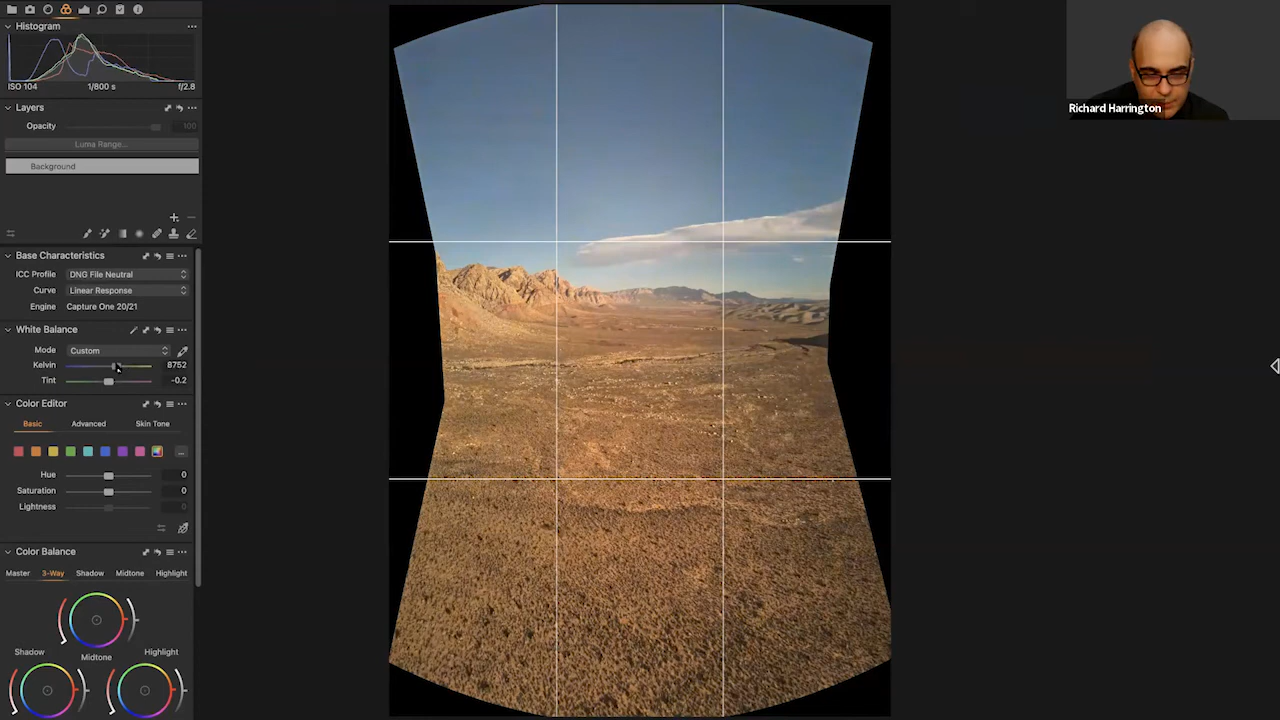 Histogram
ISO 104 1/800 s f/2.8
Layers
Opacity 100
Luma Range...
Background
Base Characteristics
ICC Profile DNG File Neutral
Curve Linear Response
Engine Capture One 20/21
White Balance
Mode Custom
Kelvin 8752
Tint -0.2
Color Editor
Basic Advanced Skin Tone
Hue 0
Saturation 0
Lightness 0
Color Balance
Master 3-Way Shadow Midtone Highlight
Shadow Midtone Highlight
Richard Harrington